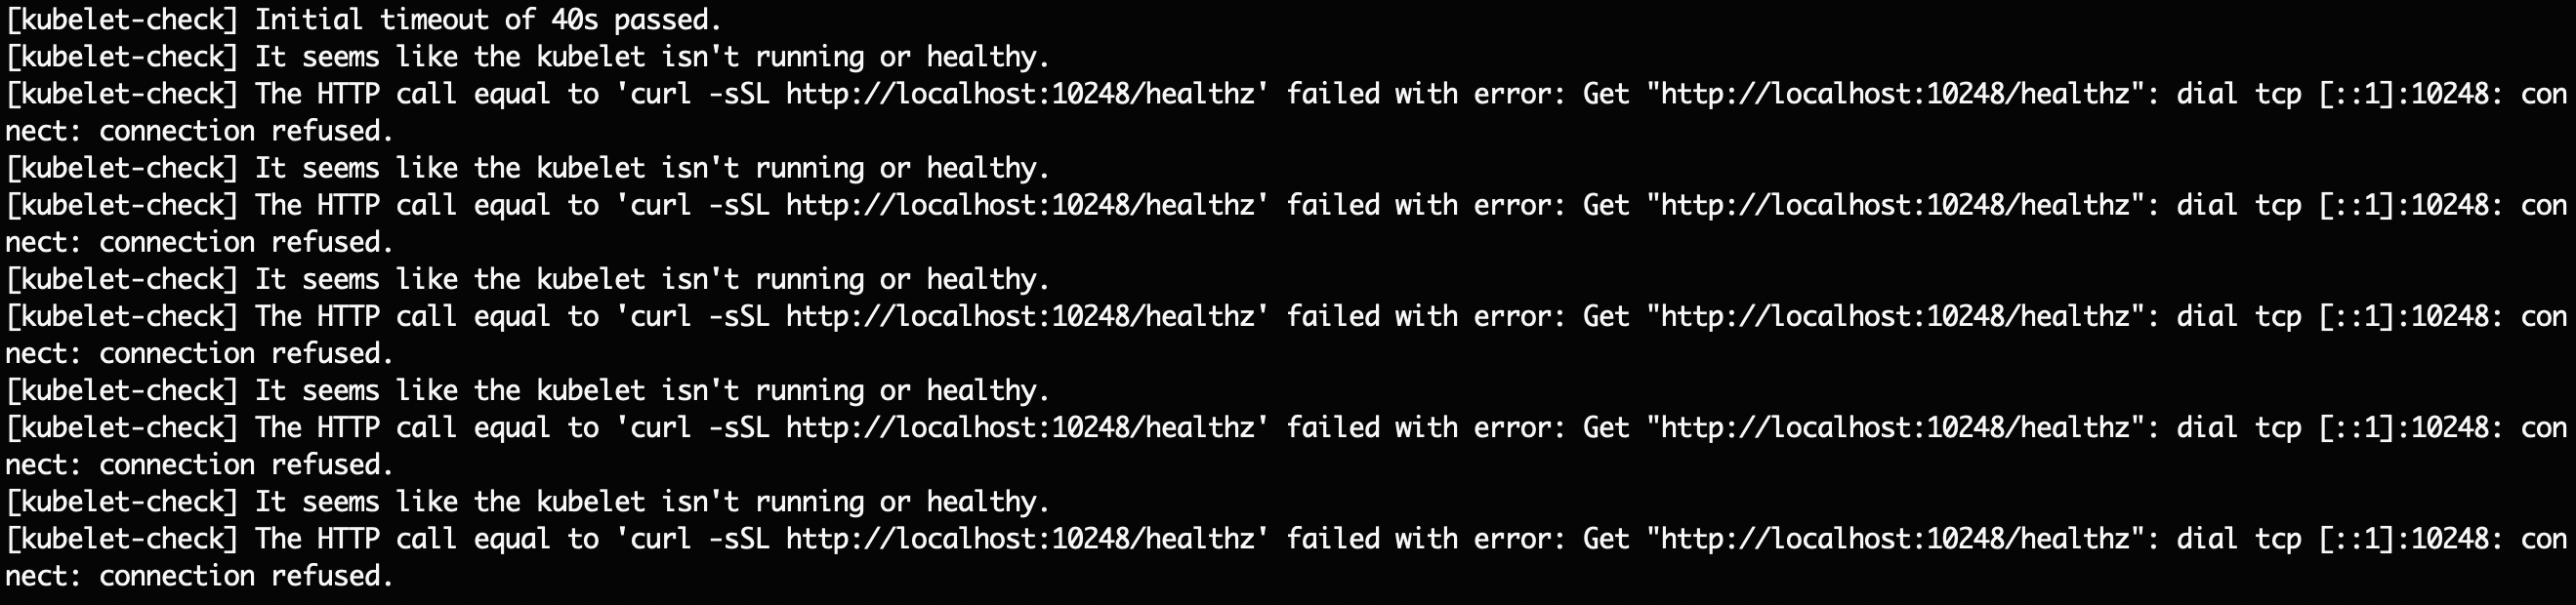 [kubelet-check] Initial timeout of 40s passed.
[kubelet-check] It seems like the kubelet isn't running or healthy.
[kubelet-check] The HTTP call equal to 'curl -sSL http://localhost:10248/healthz' failed with error: Get "http://localhost:10248/healthz": dial tcp [::1]:10248: con
nect: connection refused.
[kubelet-check] It seems like the kubelet isn't running or healthy.
[kubelet-check] The HTTP call equal to 'curl -sSL http://localhost:10248/healthz' failed with error: Get "http://localhost:10248/healthz": dial tcp [::1]:10248: con
nect: connection refused.
[kubelet-check] It seems like the kubelet isn't running or healthy.
[kubelet-check] The HTTP call equal to 'curl -sSL http://localhost:10248/healthz' failed with error: Get "http://localhost:10248/healthz": dial tcp [::1]:10248: con
nect: connection refused.
[kubelet-check] It seems like the kubelet isn't running or healthy.
[kubelet-check] The HTTP call equal to 'curl -sSL http://localhost:10248/healthz' failed with error: Get "http://localhost:10248/healthz": dial tcp [::1]:10248: con
nect: connection refused.
[kubelet-check] It seems like the kubelet isn't running or healthy.
[kubelet-check] The HTTP call equal to 'curl -sSL http://localhost:10248/healthz' failed with error: Get "http://localhost:10248/healthz": dial tcp [::1]:10248: con
nect: connection refused.